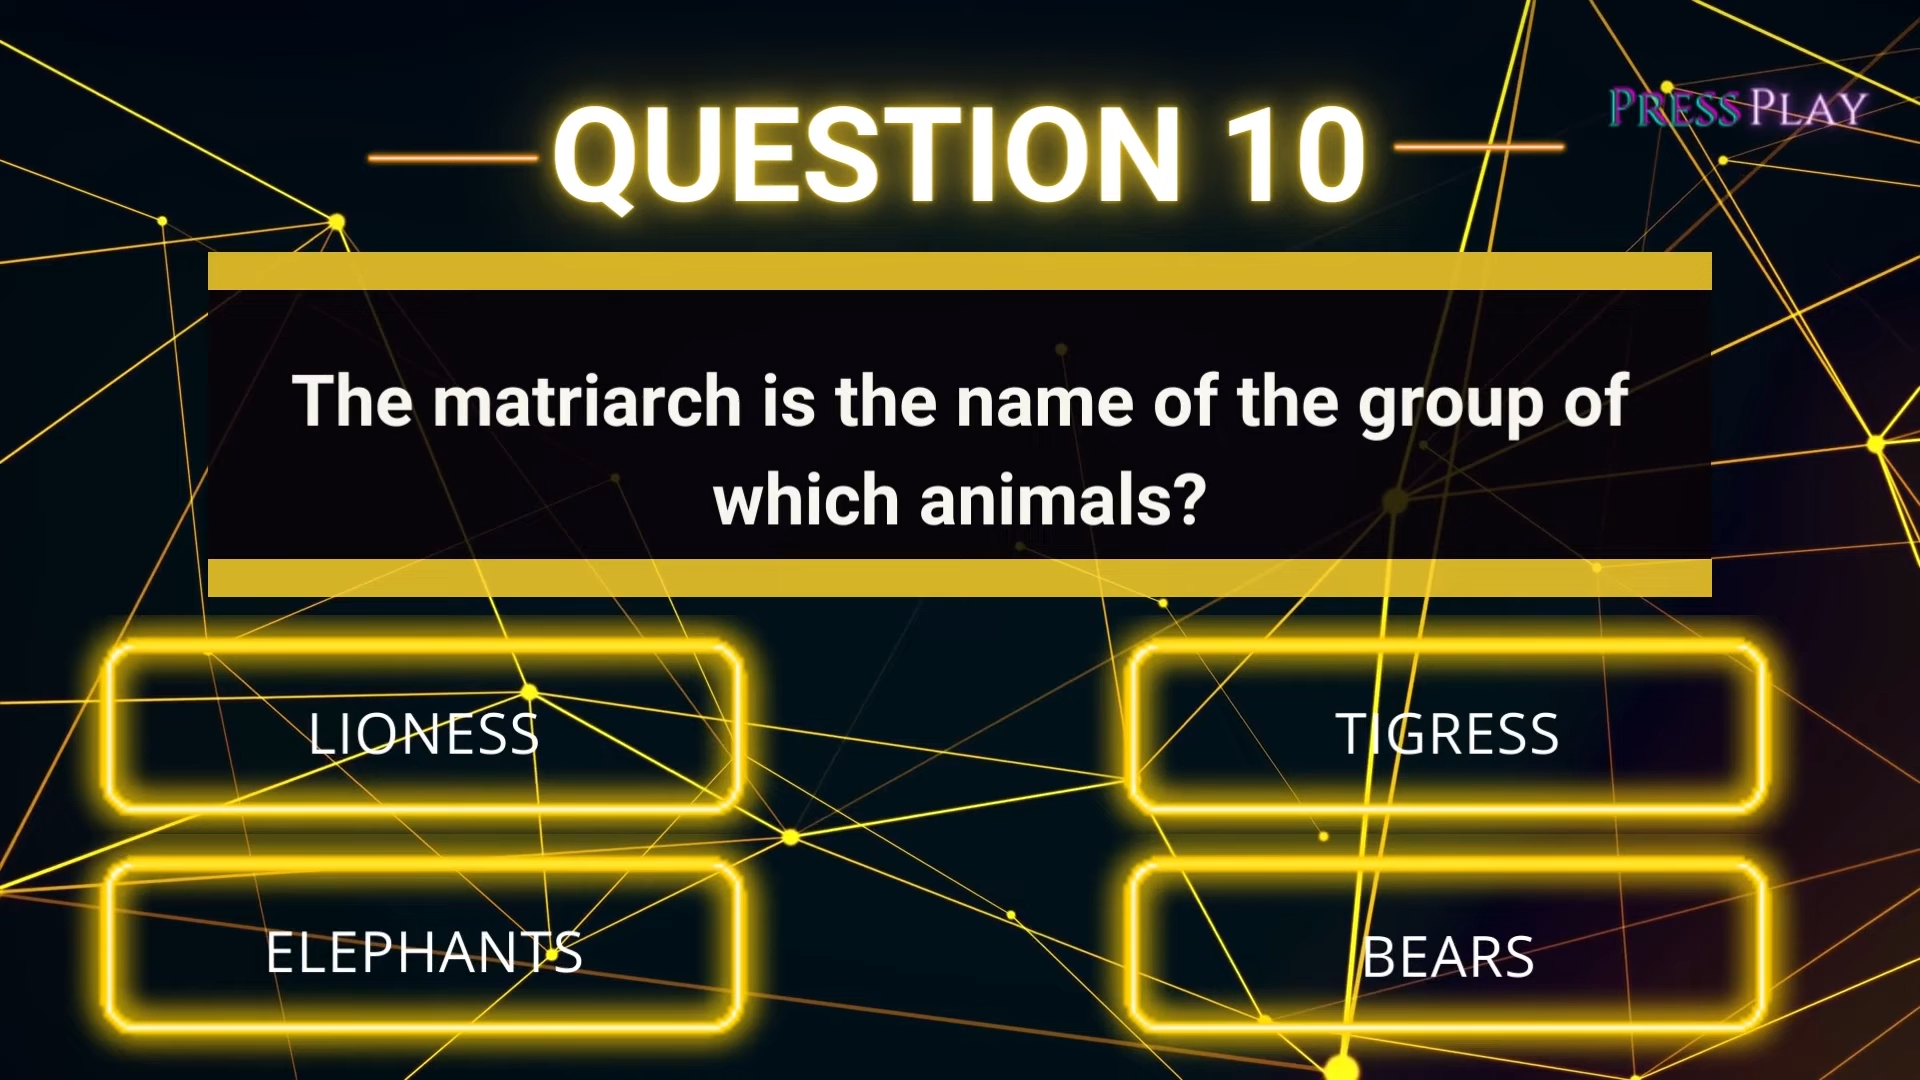 QUESTION 10
PRESS PLAY
The matriarch is the name of the group of
which animals?
LIONESS
TIGRESS
ELEPHANTS
BEARS